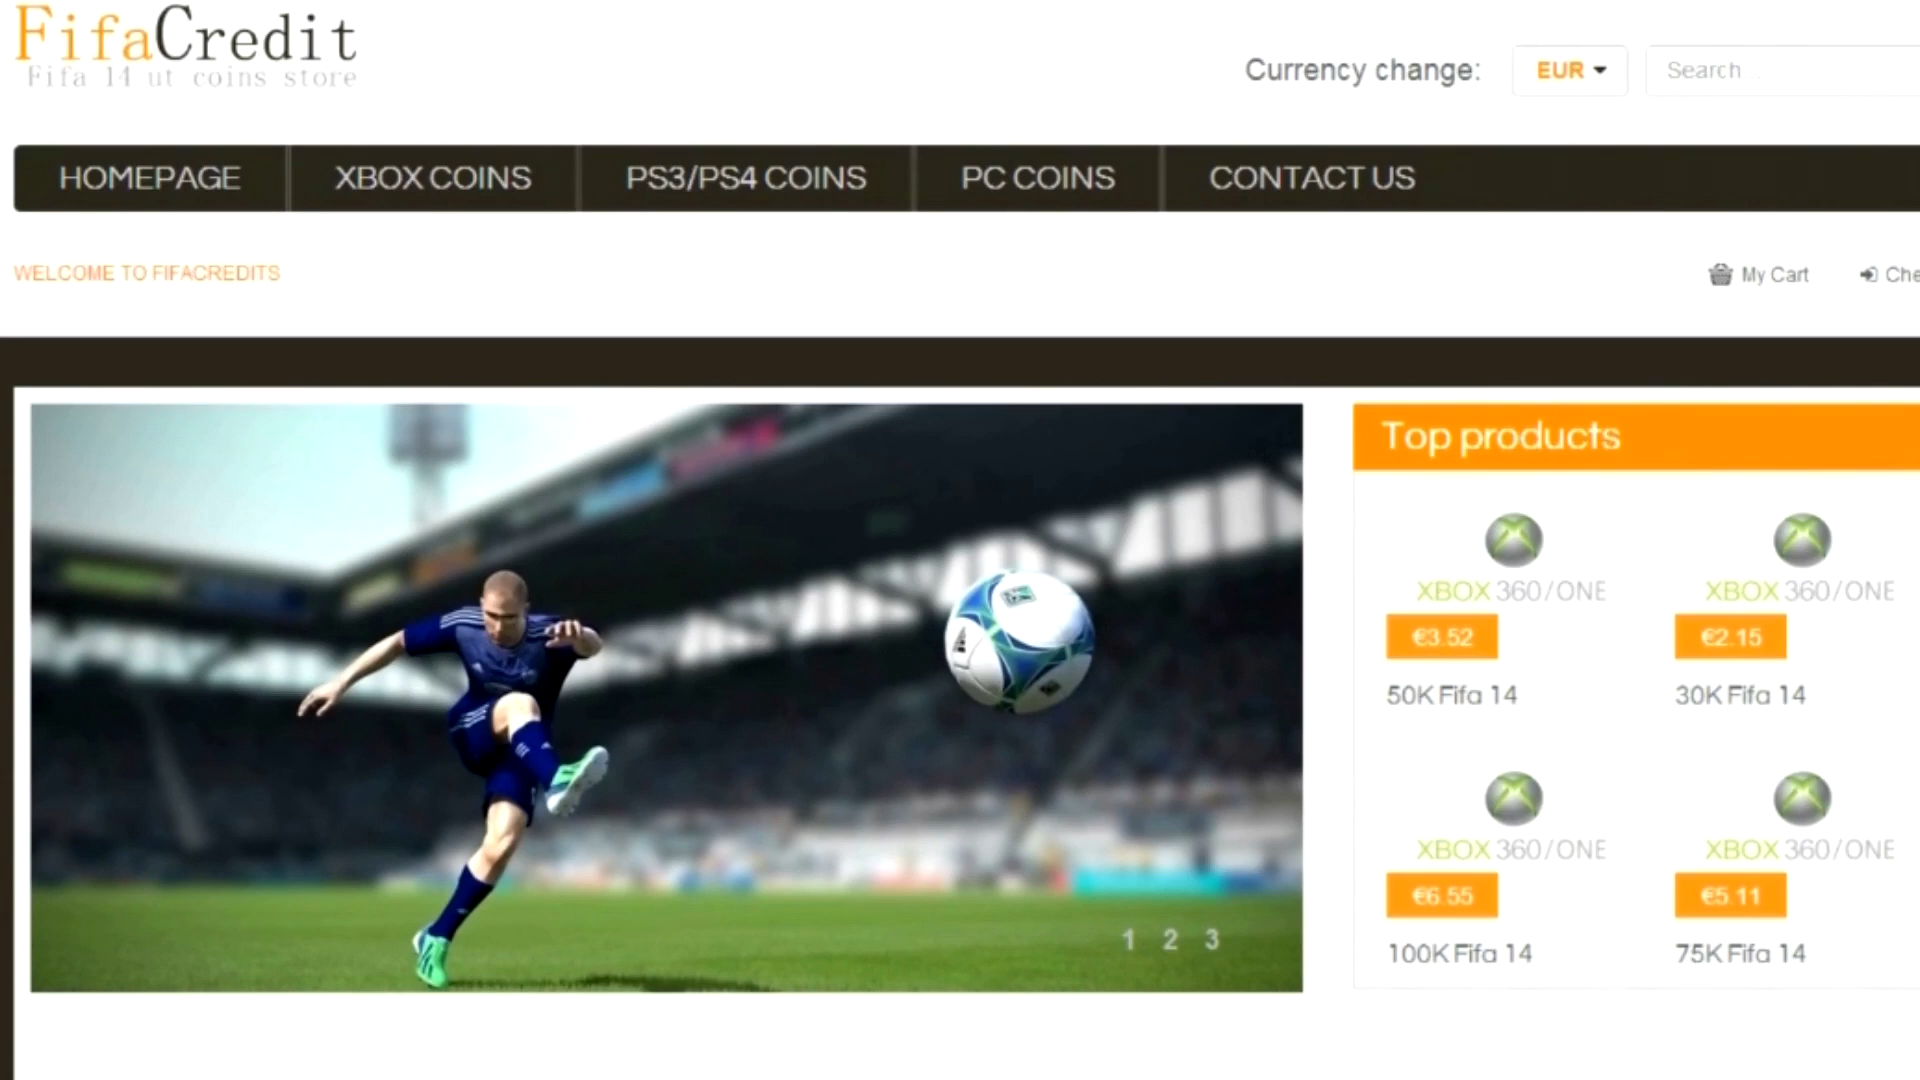 FifaCredit
Fifa 14 ut coins store
Currency change:
EUR
Search
HOMEPAGE
XBOX COINS
PS3/PS4 COINS
PC COINS
CONTACT US
WELCOME TO FIFACREDITS
My Cart
Che
Top products
XBOX 360/ONE
€3.52
50K Fifa 14
XBOX 360/ONE
€2.15
30K Fifa 14
XBOX 360/ONE
€6.55
100K Fifa 14
XBOX 360/ONE
€5.11
75K Fifa 14
1 2 3